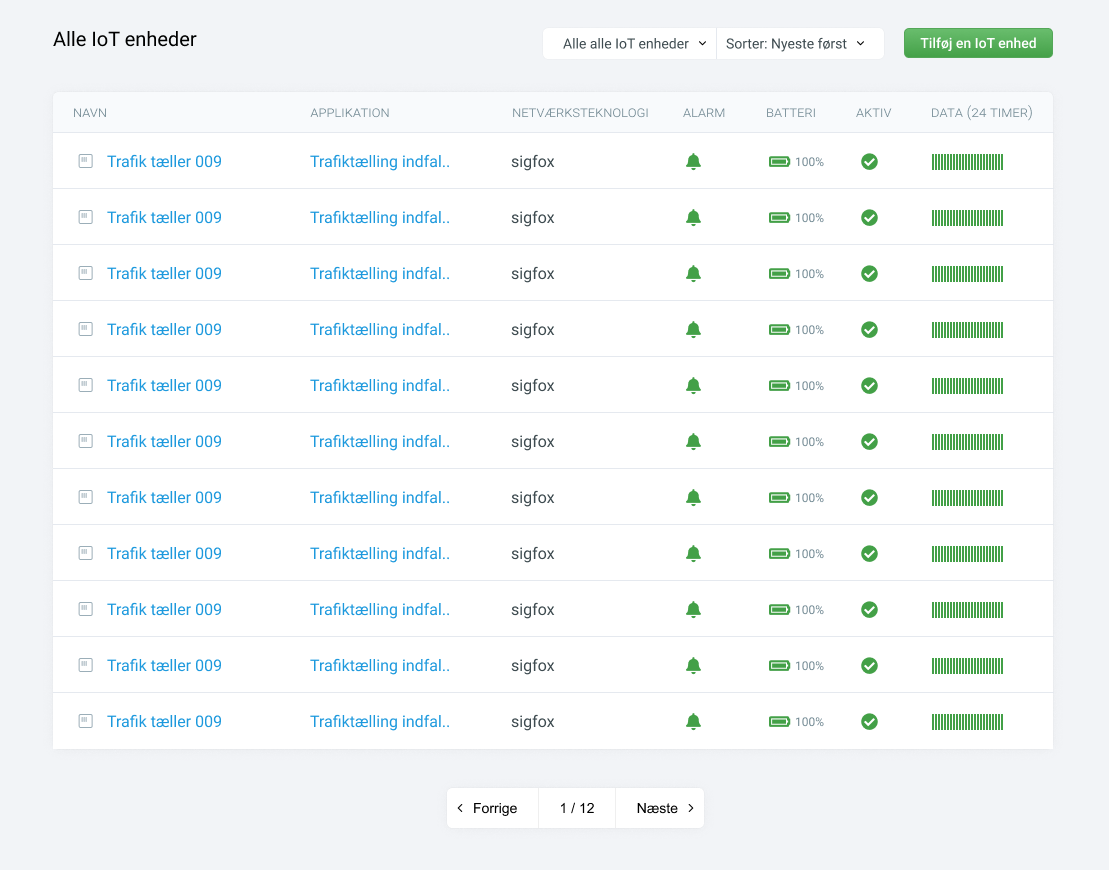 Alle IoT enheder
Alle alle IoT enheder Sorter: Nyeste først Tilføj en IoT enhed
NAVN APPLIKATION NETVÆRKSTEKNOLOGI ALARM BATTERI AKTIV DATA (24 TIMER)
Trafik tæller 009 Trafiktælling indfal.. sigfox 100%
Trafik tæller 009 Trafiktælling indfal.. sigfox 100%
Trafik tæller 009 Trafiktælling indfal.. sigfox 100%
Trafik tæller 009 Trafiktælling indfal.. sigfox 100%
Trafik tæller 009 Trafiktælling indfal.. sigfox 100%
Trafik tæller 009 Trafiktælling indfal.. sigfox 100%
Trafik tæller 009 Trafiktælling indfal.. sigfox 100%
Trafik tæller 009 Trafiktælling indfal.. sigfox 100%
Trafik tæller 009 Trafiktælling indfal.. sigfox 100%
Trafik tæller 009 Trafiktælling indfal.. sigfox 100%
Trafik tæller 009 Trafiktælling indfal.. sigfox 100%
Forrige 1 / 12 Næste